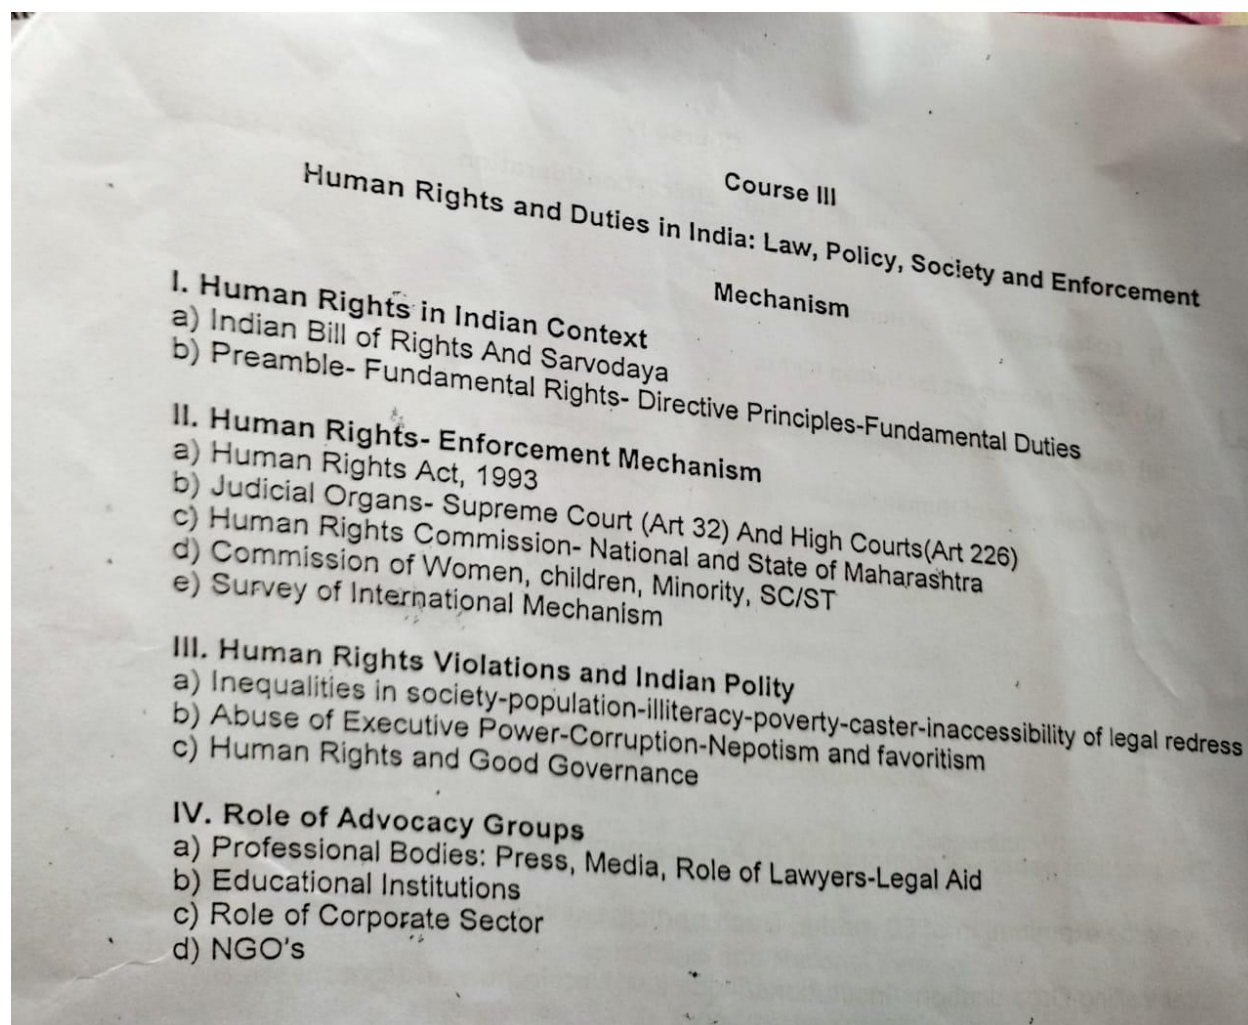 Course III
Human Rights and Duties in India: Law, Policy, Society and Enforcement
Mechanism
I. Human Rights in Indian Context
a) Indian Bill of Rights And Sarvodaya
b) Preamble- Fundamental Rights- Directive Principles-Fundamental Duties
II. Human Rights- Enforcement Mechanism
a) Human Rights Act, 1993
b) Judicial Organs- Supreme Court (Art 32) And High Courts(Art 226)
c) Human Rights Commission- National and State of Maharashtra
d) Commission of Women, children, Minority, SC/ST
e) Survey of International Mechanism
III. Human Rights Violations and Indian Polity
a) Inequalities in society-population-illiteracy-poverty-caster-inaccessibility of legal redress
b) Abuse of Executive Power-Corruption-Nepotism and favoritism
c) Human Rights and Good Governance
IV. Role of Advocacy Groups
a) Professional Bodies: Press, Media, Role of Lawyers-Legal Aid
b) Educational Institutions
c) Role of Corporate Sector
d) NGO's